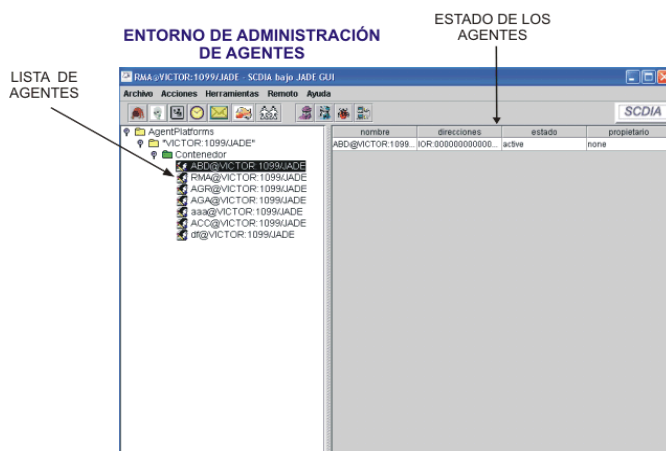 ESTADO DE LOS
AGENTES
ENTORNO DE ADMINISTRACIÓN
DE AGENTES
LISTA DE
AGENTES
RMA@VICTOR:1099/JADE - SCDIA bajo JADE GUI
Archivo Acciones Herramientas Remoto Ayuda
SCDIA
AgentPlatforms
"VICTOR:1099/JADE"
Contenedor
ABD@VICTOR:1099/JADE
RMA@VICTOR:1099/JADE
AGR@VICTOR:1099/JADE
AGA@VICTOR:1099/JADE
aaa@VICTOR:1099/JADE
ACC@VICTOR:1099/JADE
df@VICTOR:1099/JADE
nombre direcciones estado propietario
ABD@VICTOR:1099... IOR:000000000000... active none